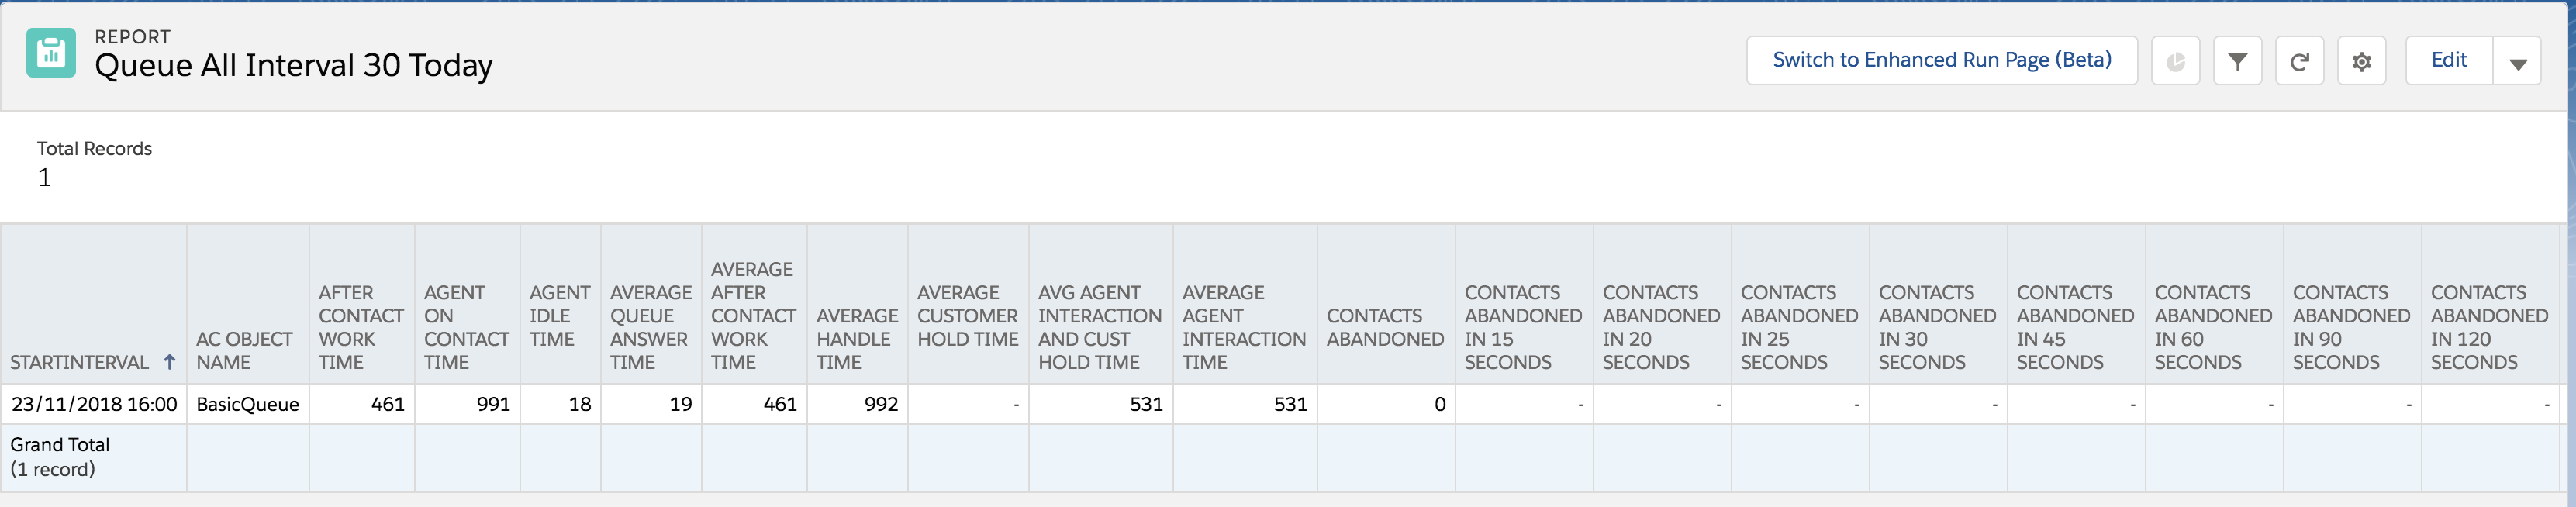 REPORT
Queue All Interval 30 Today
Switch to Enhanced Run Page (Beta)
Edit
Total Records
1
STARTINTERVAL ↑
AC OBJECT
NAME
AFTER
CONTACT
WORK
TIME
AGENT
ON
CONTACT
TIME
AGENT
IDLE
TIME
AVERAGE
QUEUE
ANSWER
TIME
AVERAGE
AFTER
CONTACT
WORK
TIME
AVERAGE
HANDLE
TIME
AVERAGE
CUSTOMER
HOLD TIME
AVG AGENT
INTERACTION
AND CUST
HOLD TIME
AVERAGE
AGENT
INTERACTION
TIME
CONTACTS
ABANDONED
CONTACTS
ABANDONED
IN 15
SECONDS
CONTACTS
ABANDONED
IN 20
SECONDS
CONTACTS
ABANDONED
IN 25
SECONDS
CONTACTS
ABANDONED
IN 30
SECONDS
CONTACTS
ABANDONED
IN 45
SECONDS
CONTACTS
ABANDONED
IN 60
SECONDS
CONTACTS
ABANDONED
IN 90
SECONDS
CONTACTS
ABANDONED
IN 120
SECONDS
23/11/2018 16:00 BasicQueue 461 991 18 19 461 992 - 531 531 0 - - - - - - - -
Grand Total
(1 record)